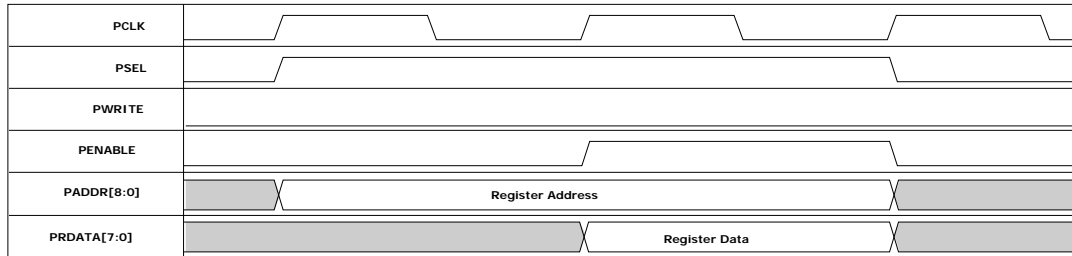 PCLK
PSEL
PWRITE
PENABLE
PADDR[8:0]
Register Address
PRDATA[7:0]
Register Data